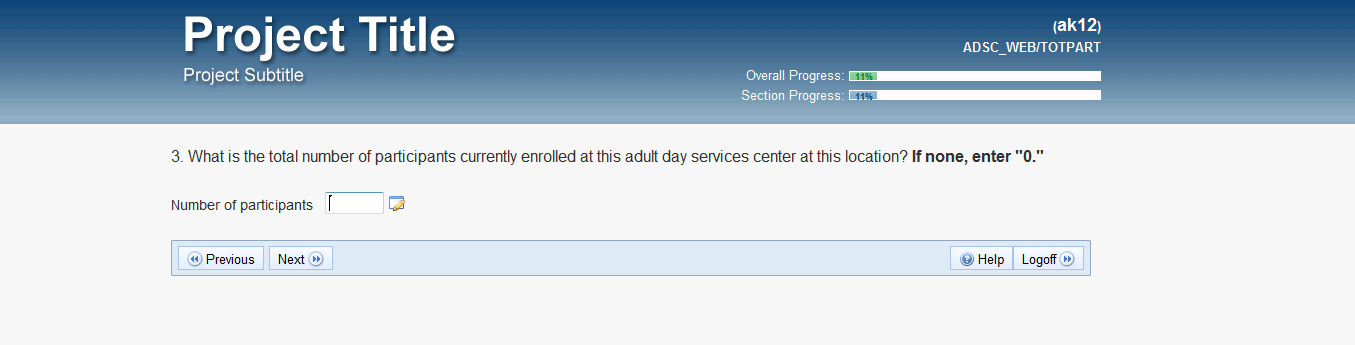 Project Title
Project Subtitle
(ak12)
ADSC_WEB/TOTPART
Overall Progress: 11%
Section Progress: 11%
3. What is the total number of participants currently enrolled at this adult day services center at this location? If none, enter "0."
Number of participants
Previous Next Help Logoff